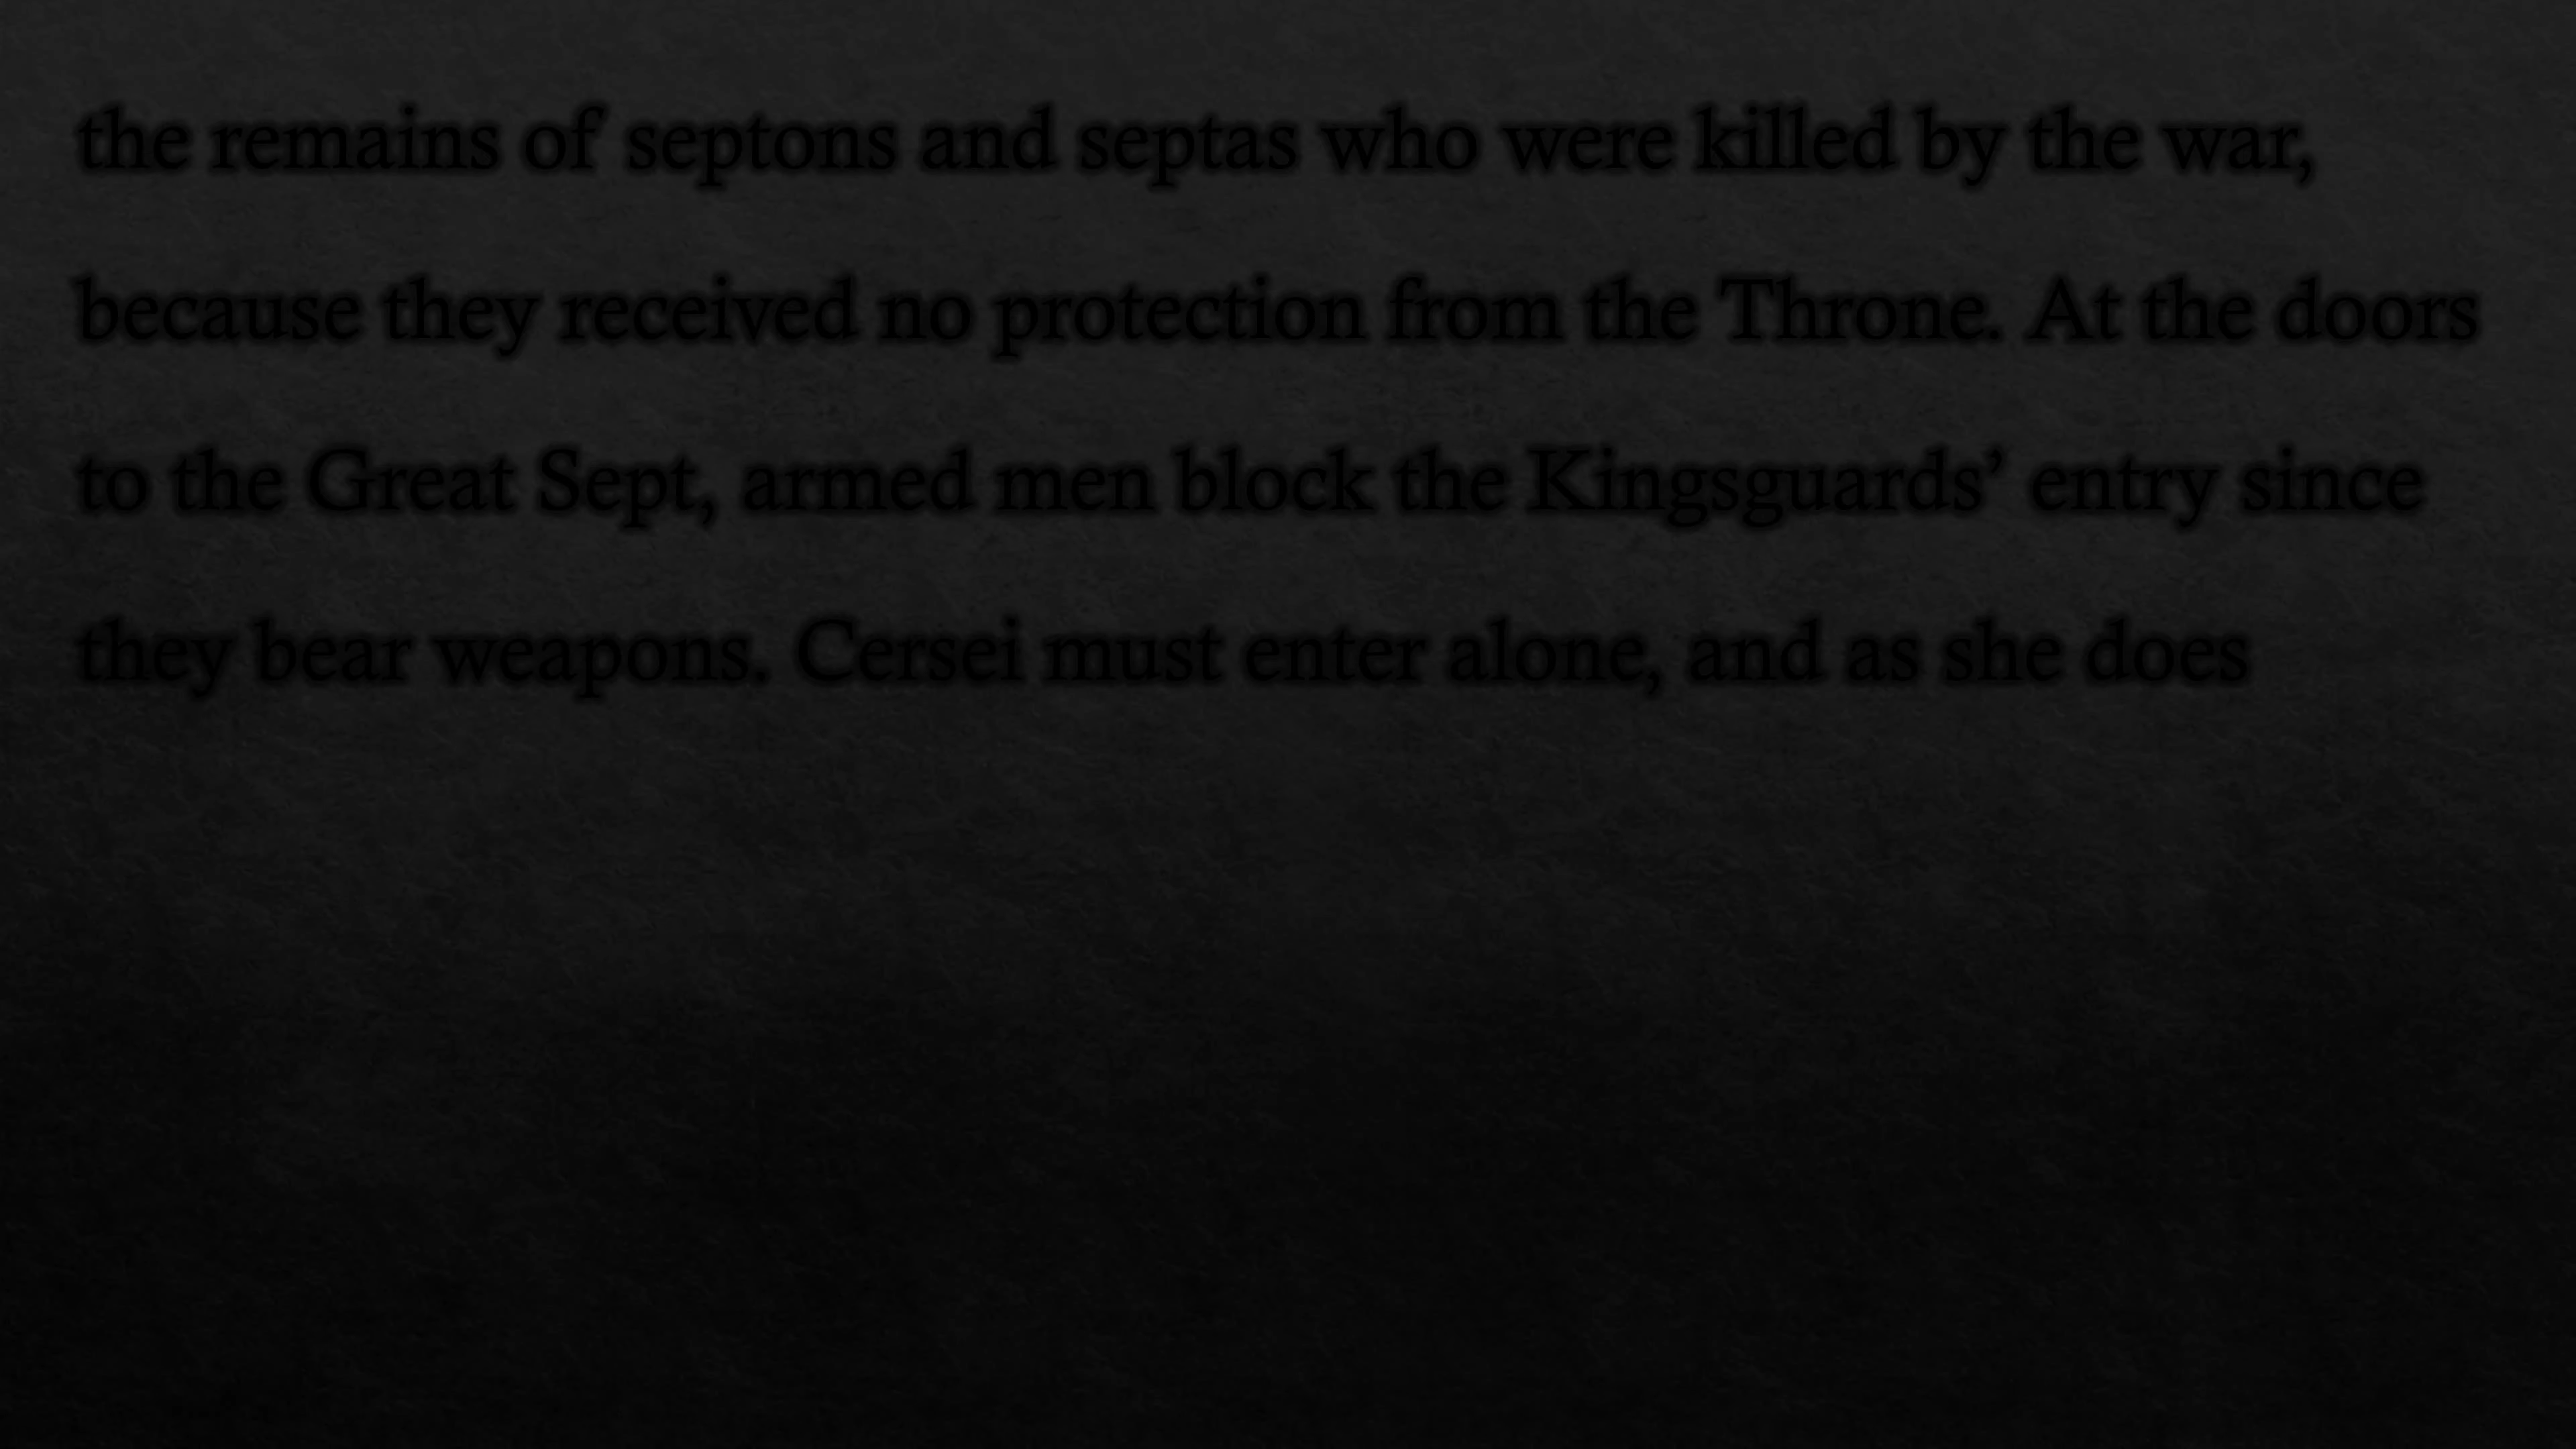 the remains of septons and septas who were killed by the war,
because they received no protection from the Throne. At the doors
to the Great Sept, armed men block the Kingsguards’ entry since
they bear weapons. Cersei must enter alone, and as she does